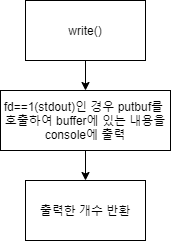 write()
fd==1(stdout)인 경우 putbuf를
호출하여 buffer에 있는 내용을
console에 출력
출력한 개수 반환